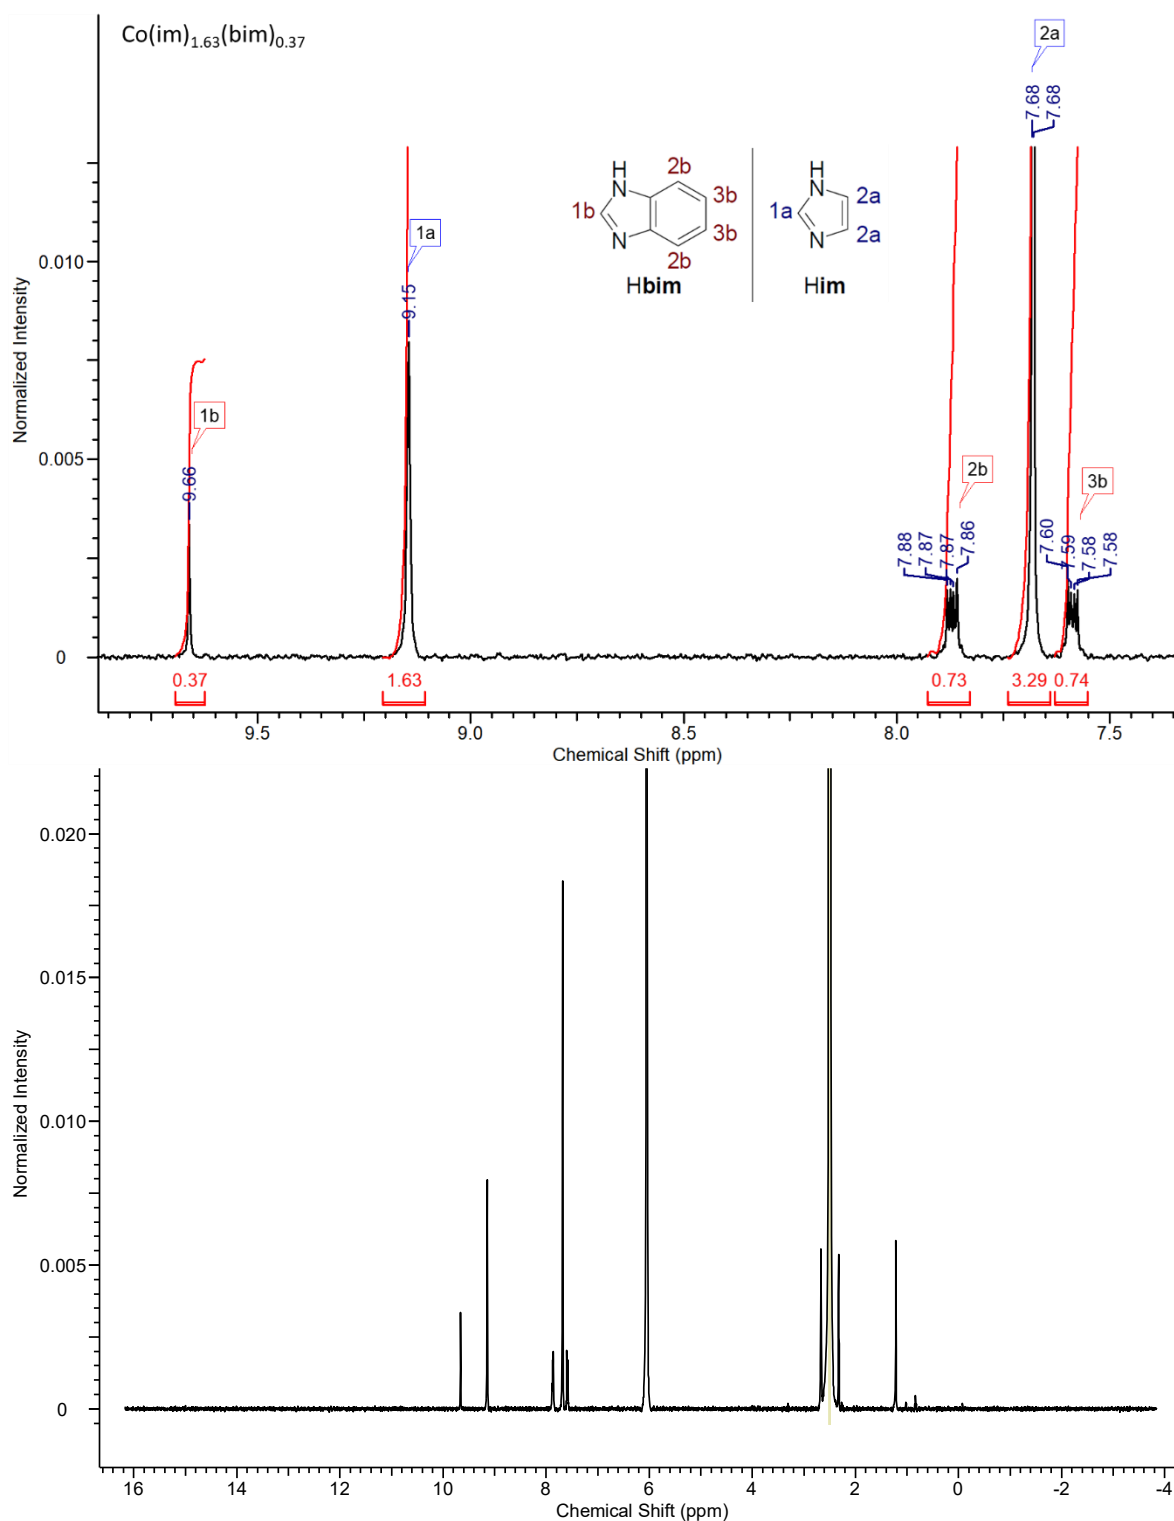 Co(im)1.63(bim)0.37
2a
7.68
7.68
H
N
2b
3b
1b
3b
N
2b
Hbim
H
N
2a
1a
2a
N
Him
1a
9.15
0.010
Normalized Intensity
1b
9.66
0.005
2b
3b
7.88
7.87
7.87
7.86
7.60
7.59
7.58
7.58
0
0.37
1.63
0.73
3.29
0.74
9.5
9.0
8.5
8.0
7.5
Chemical Shift (ppm)
0.020
0.015
Normalized Intensity
0.010
0.005
0
16
14
12
10
8
6
4
2
0
-2
-4
Chemical Shift (ppm)